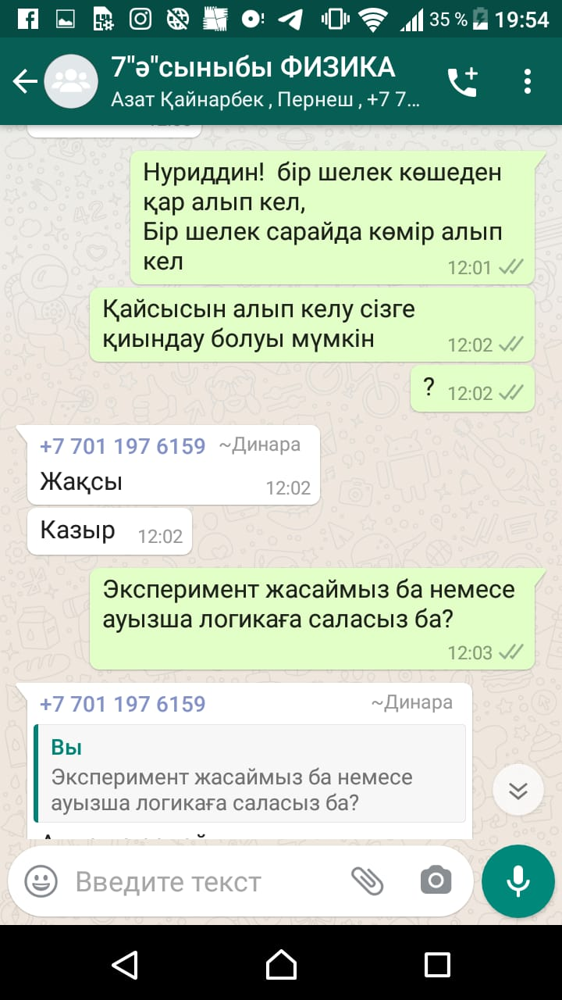 35 % 19:54
7"ә"сыныбы ФИЗИКА
Азат Қайнарбек , Пернеш , +7 7...
Нуриддин!  бір шелек көшеден
қар алып кел,
Бір шелек сарайда көмір алып
кел
12:01
Қайсысын алып келу сізге
қиындау болуы мүмкін
12:02
? 12:02
+7 701 197 6159 ~Динара
Жақсы
12:02
Казыр 12:02
Эксперимент жасаймыз ба немесе
ауызша логикаға саласыз ба?
12:03
+7 701 197 6159 ~Динара
Вы
Эксперимент жасаймыз ба немесе
ауызша логикаға саласыз ба?
Введите текст